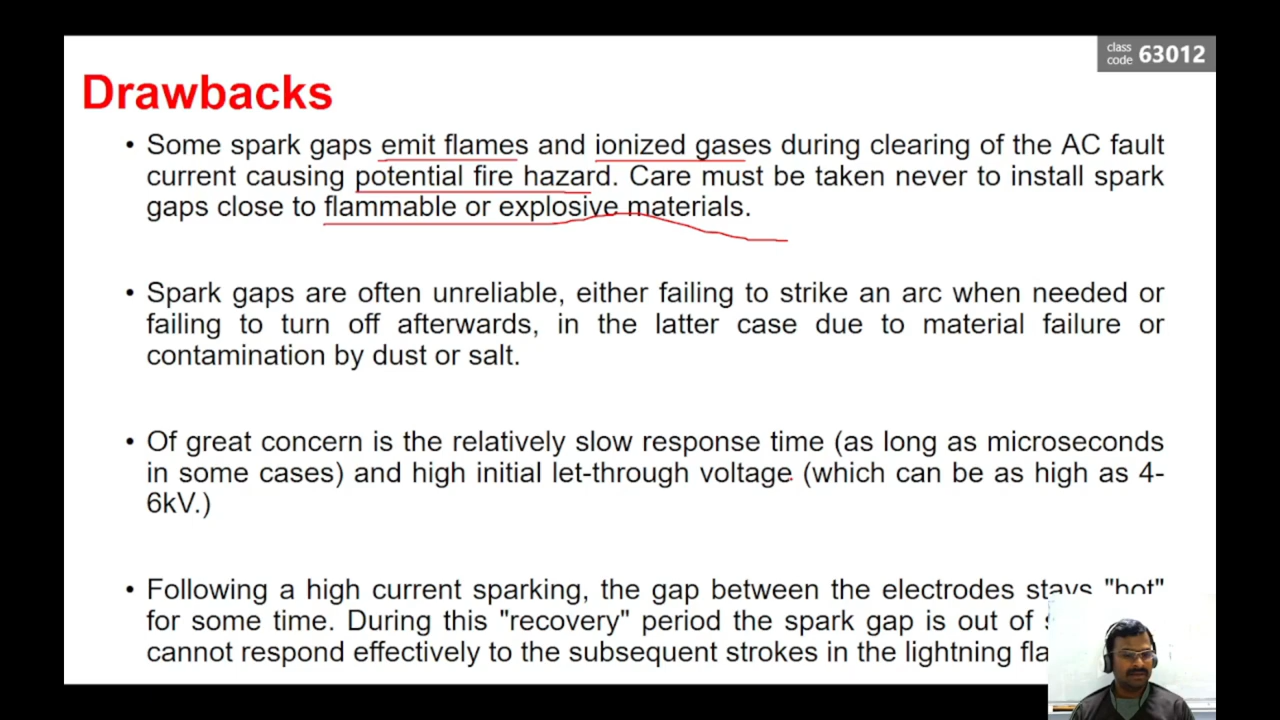 class
code 63012
Drawbacks
• Some spark gaps emit flames and ionized gases during clearing of the AC fault
current causing potential fire hazard. Care must be taken never to install spark
gaps close to flammable or explosive materials.
• Spark gaps are often unreliable, either failing to strike an arc when needed or
failing to turn off afterwards, in the latter case due to material failure or
contamination by dust or salt.
• Of great concern is the relatively slow response time (as long as microseconds
in some cases) and high initial let-through voltage (which can be as high as 4-
6kV.)
• Following a high current sparking, the gap between the electrodes stays "hot"
for some time. During this "recovery" period the spark gap is out of
cannot respond effectively to the subsequent strokes in the lightning